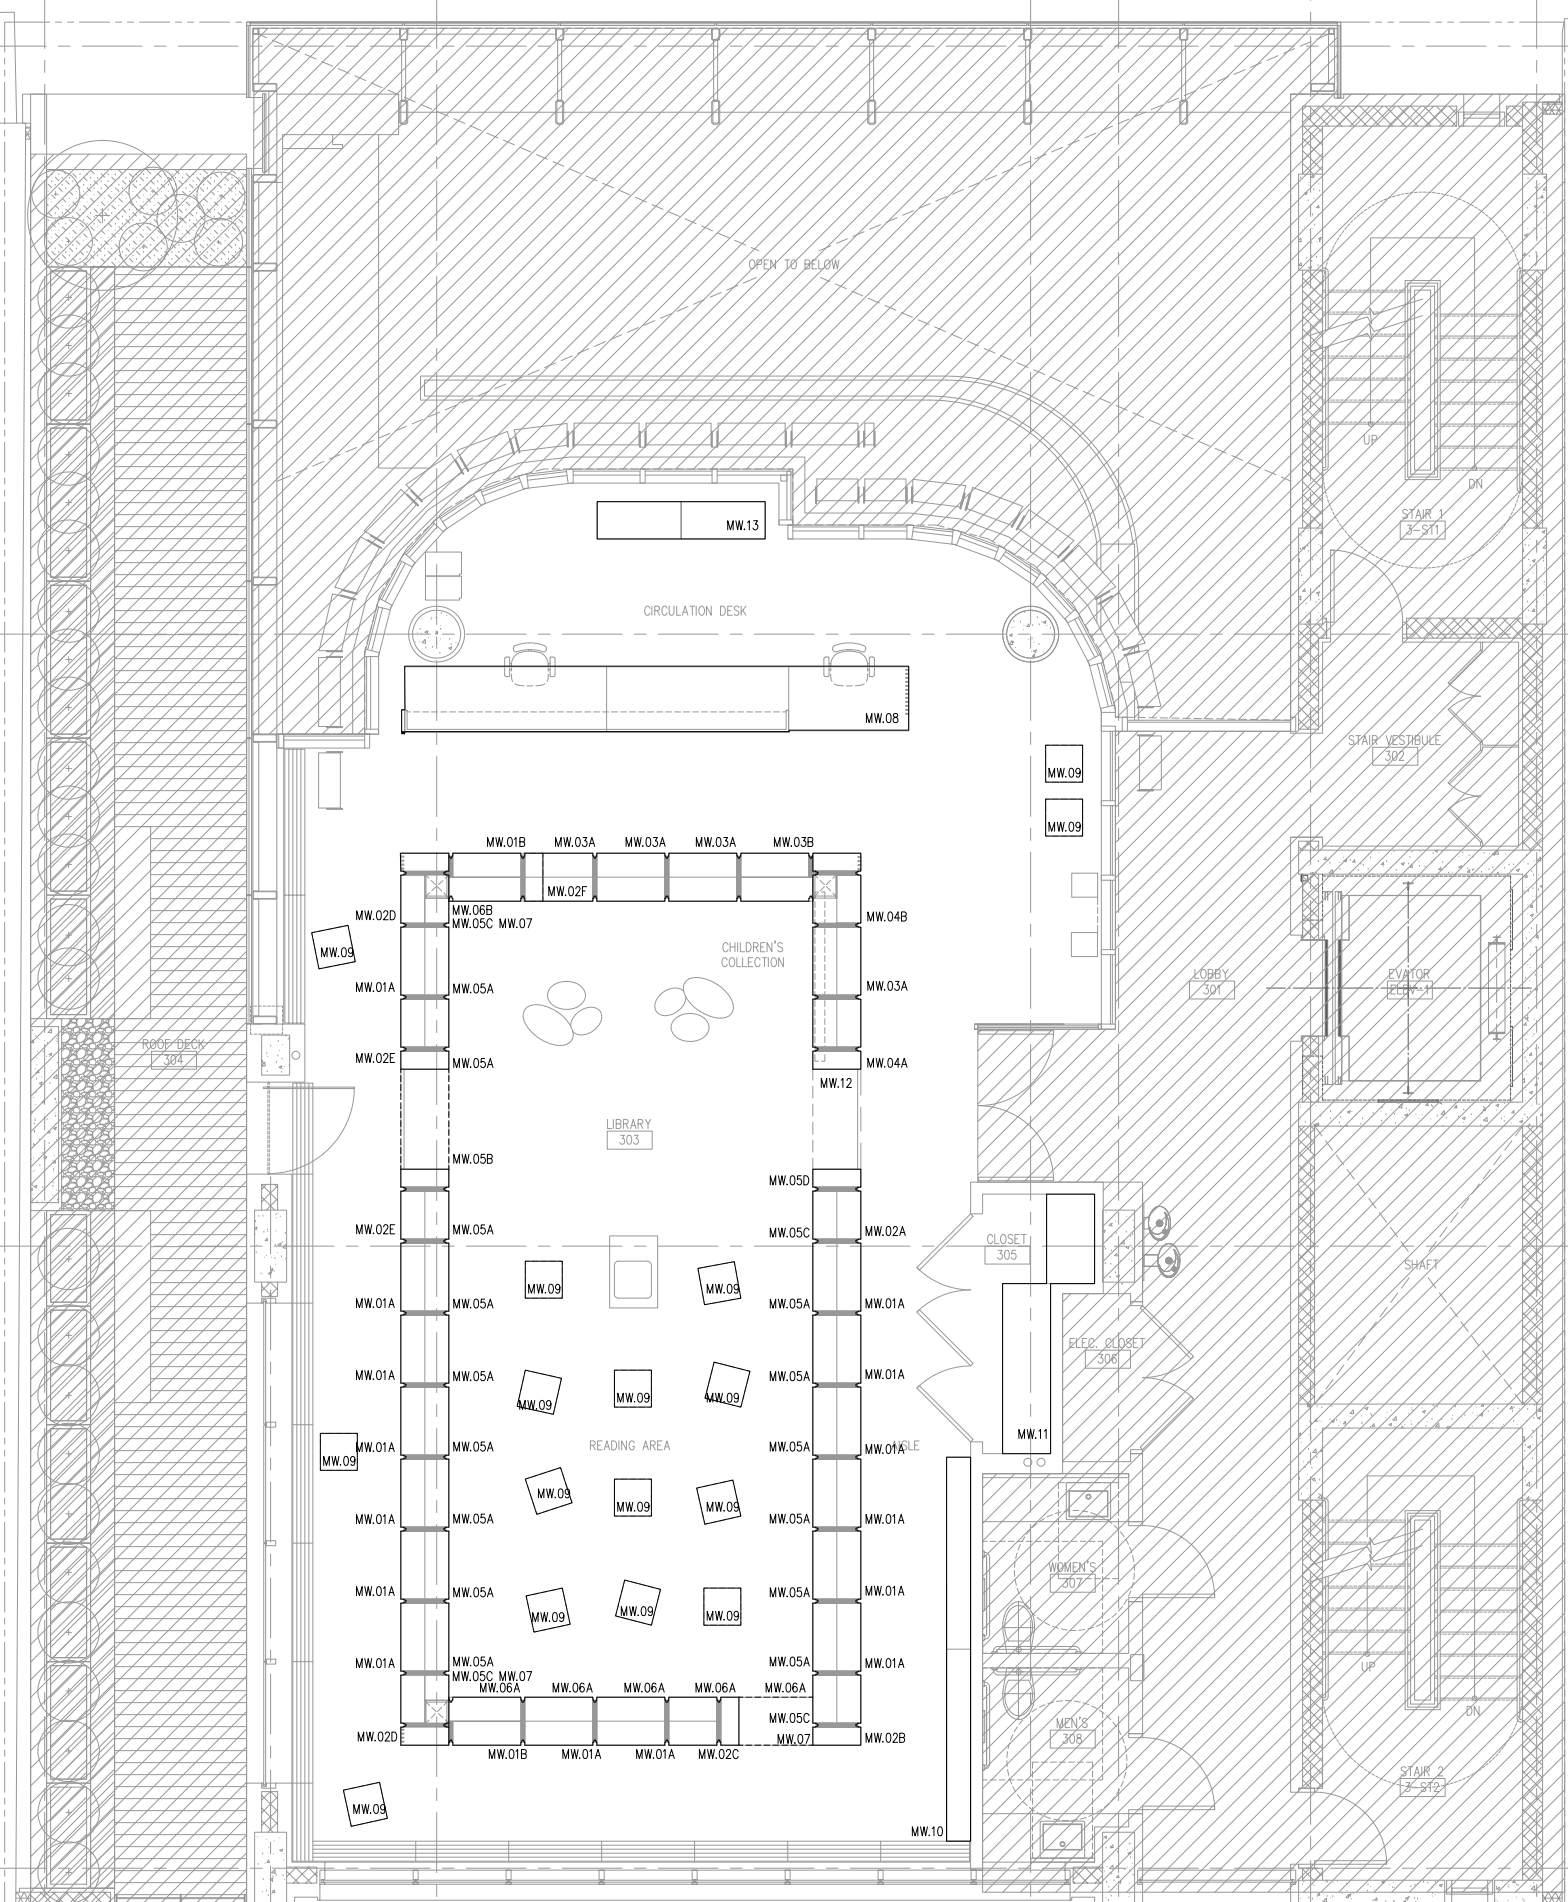 OPEN TO BELOW
UP
DN
STAIR 1
3-ST1
MW.13
CIRCULATION DESK
MW.08
STAIR VESTIBULE
302
MW.09
MW.09
MW.01B
MW.03A
MW.03A
MW.03A
MW.03B
MW.02F
MW.02D
MW.06B
MW.05C MW.07
MW.04B
MW.09
CHILDREN'S
COLLECTION
LOBBY
301
EVATOR
ELEV-1
MW.01A
MW.05A
MW.03A
ROOF DECK
304
MW.02E
MW.05A
MW.04A
MW.12
LIBRARY
303
MW.05B
MW.05D
MW.02E
MW.05A
MW.05C
MW.02A
CLOSET
305
SHAFT
MW.09
MW.09
MW.01A
MW.05A
MW.05A
MW.01A
ELEC. CLOSET
306
MW.01A
MW.05A
MW.05A
MW.01A
MW.09
MW.09
MW.09
MW.11
MW.01A
MW.05A
READING AREA
MW.05A
MW.01A
NGLE
MW.09
MW.09
MW.09
MW.09
MW.01A
MW.05A
MW.05A
MW.01A
WOMEN'S
307
MW.01A
MW.05A
MW.05A
MW.01A
MW.09
MW.09
MW.09
MW.01A
MW.05A
MW.05C MW.07
MW.05A
MW.01A
UP
MW.06A
MW.06A
MW.06A
MW.06A
MW.06A
DN
MEN'S
308
MW.02D
MW.05C
MW.07
MW.02B
MW.01B
MW.01A
MW.01A
MW.02C
STAIR 2
3-ST2
MW.09
MW.10